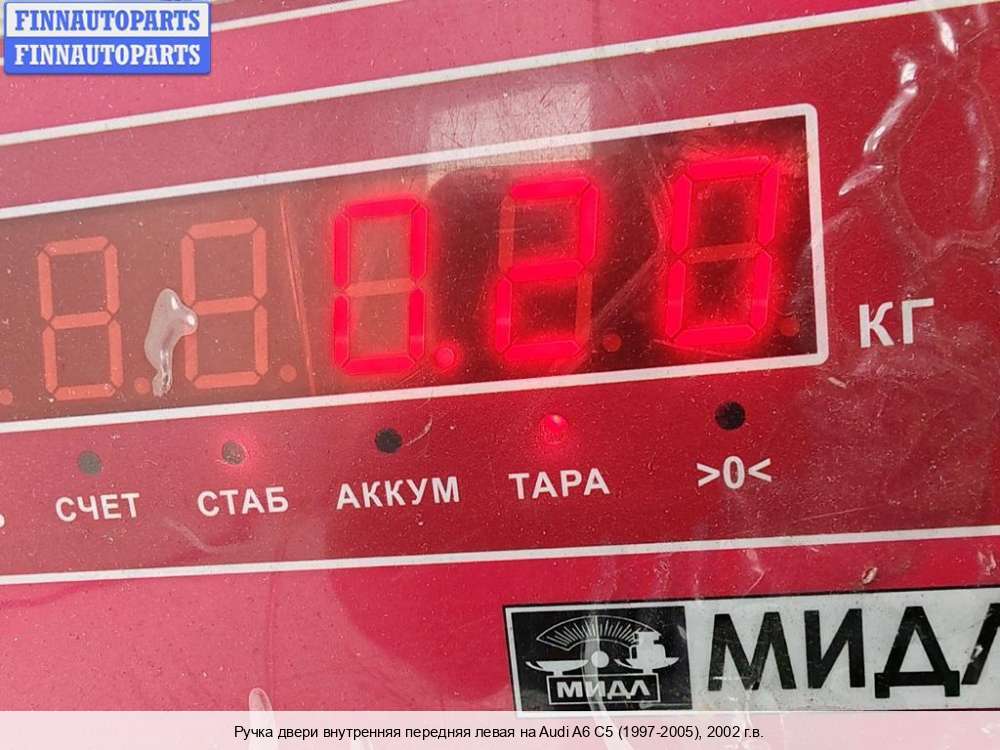 FINNAUTOPARTS
FINNAUTOPARTS
0.20
КГ
СЧЕТ СТАБ АККУМ ТАРА >0<
МИДЛ МИДЛ
Ручка двери внутренняя передняя левая на Audi A6 C5 (1997-2005), 2002 г.в.